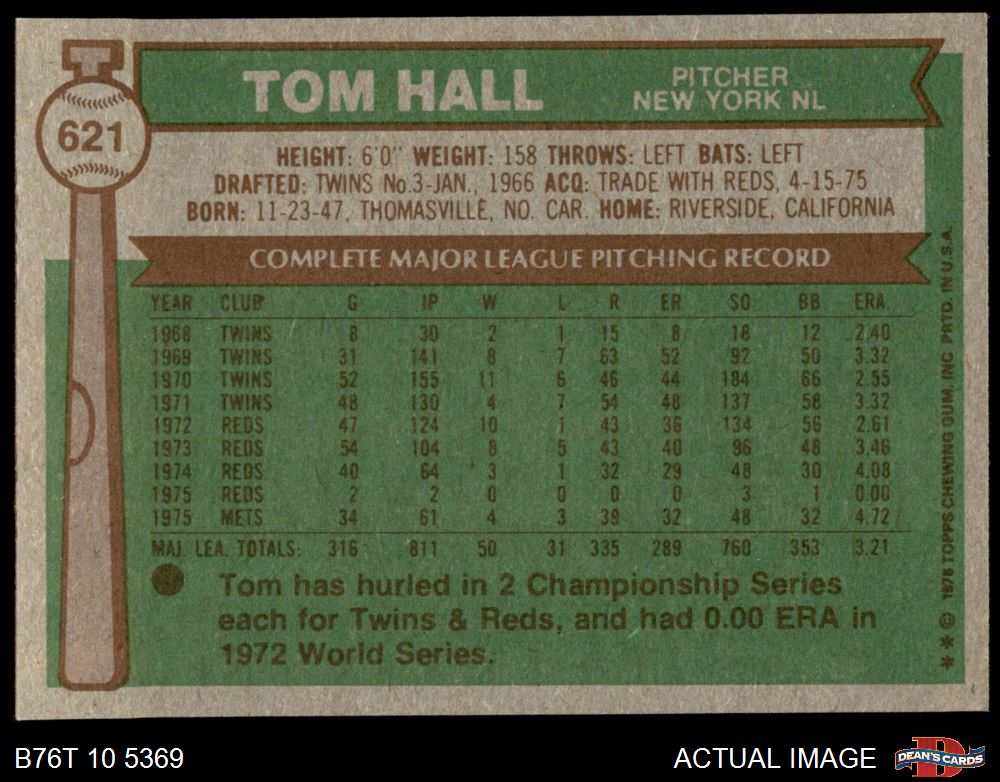 TOM HALL
PITCHER
NEW YORK NL
621
HEIGHT: 6'0" WEIGHT: 158 THROWS: LEFT BATS: LEFT
DRAFTED: TWINS No.3-JAN., 1966 ACQ: TRADE WITH REDS, 4-15-75
BORN: 11-23-47, THOMASVILLE, NO. CAR. HOME: RIVERSIDE, CALIFORNIA
COMPLETE MAJOR LEAGUE PITCHING RECORD
YEAR CLUB G IP W L R ER SO BB ERA
1968 TWINS 8 30 2 1 15 8 18 12 2.40
1969 TWINS 31 141 8 7 63 52 92 50 3.32
1970 TWINS 52 155 11 6 46 44 184 66 2.55
1971 TWINS 48 130 4 7 54 48 137 58 3.32
1972 REDS 47 124 10 1 43 36 134 56 2.61
1973 REDS 54 104 8 5 43 40 96 48 3.46
1974 REDS 40 64 3 1 32 29 48 30 4.08
1975 REDS 2 2 0 0 0 0 3 1 0.00
1975 METS 34 61 4 3 39 32 48 32 4.72
MAJ. LEA. TOTALS: 316 811 50 31 335 289 760 353 3.21
Tom has hurled in 2 Championship Series
each for Twins & Reds, and had 0.00 ERA in
1972 World Series.
** © 1976 TOPPS CHEWING GUM, INC. PRTD. IN U.S.A.
B76T 10 5369
ACTUAL IMAGE
D
DEAN'S CARDS